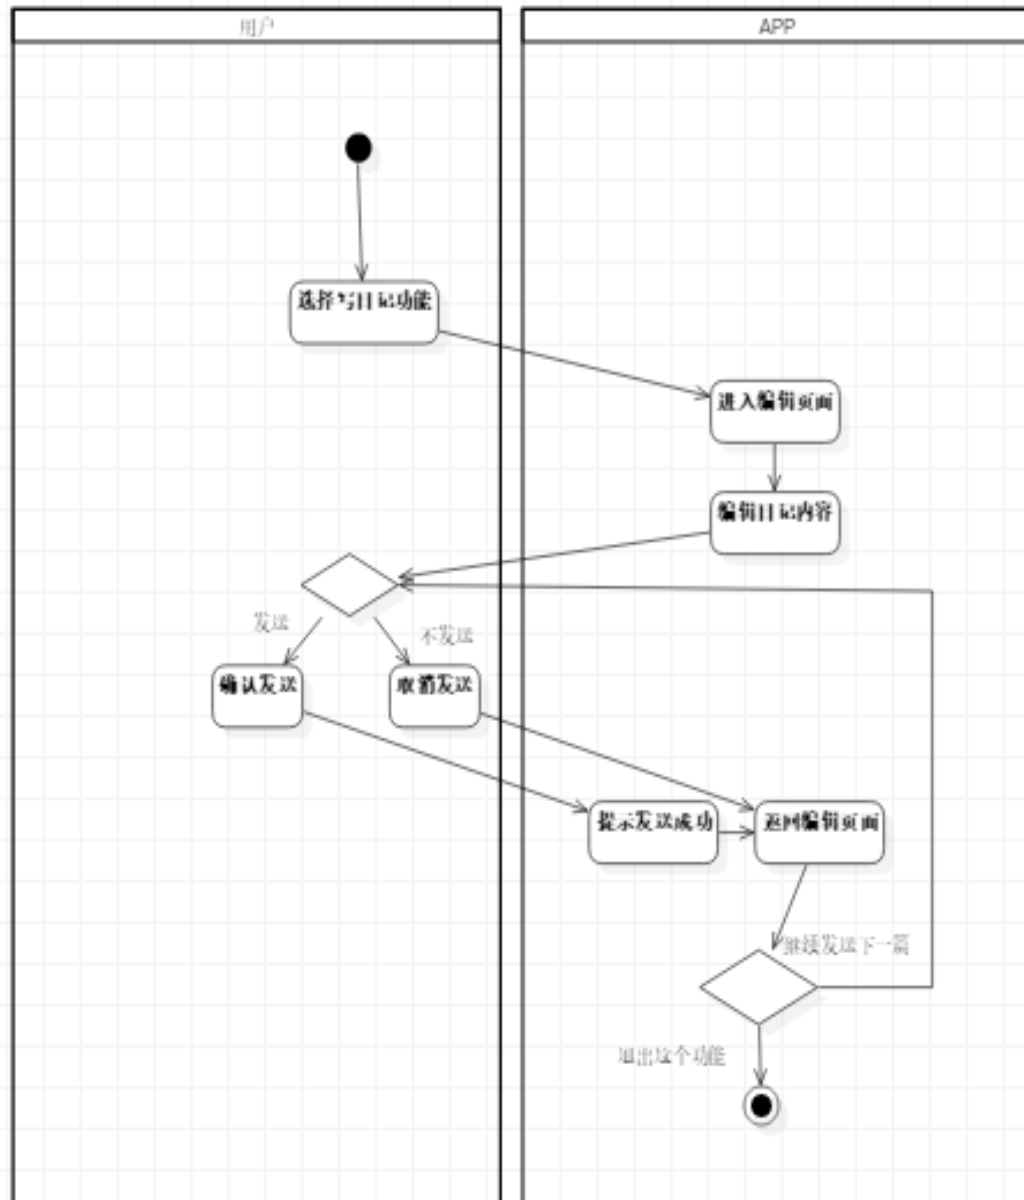 用户
APP
选择写日记功能
进入编辑页面
编辑日记内容
发送
不发送
确认发送
取消发送
提示发送成功
返回编辑页面
继续发送下一篇
退出这个功能